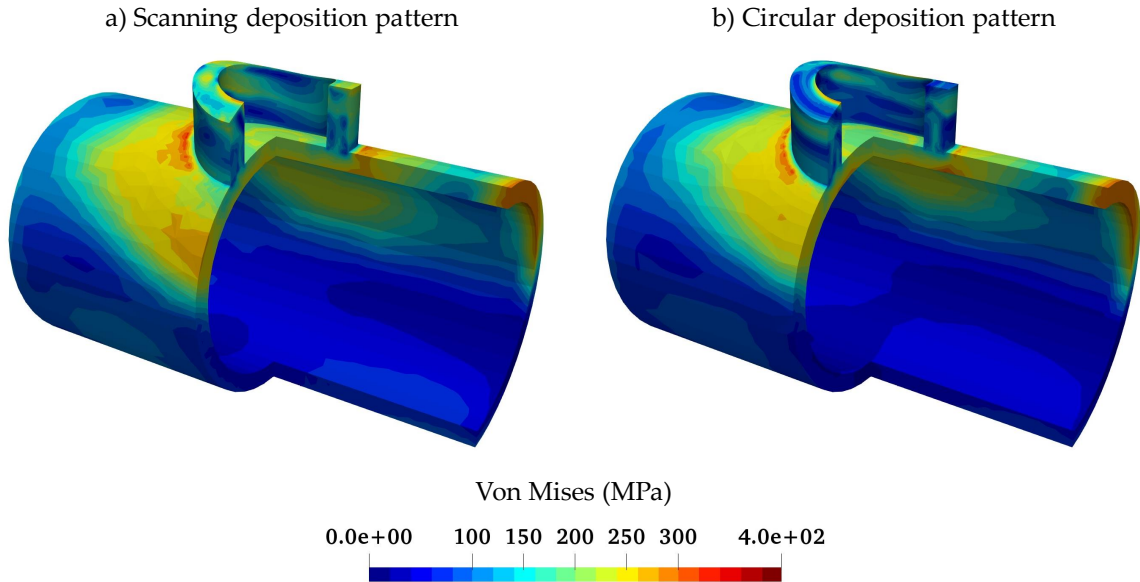 a) Scanning deposition pattern
b) Circular deposition pattern
Von Mises (MPa)
0.0e+00 100 150 200 250 300 4.0e+02